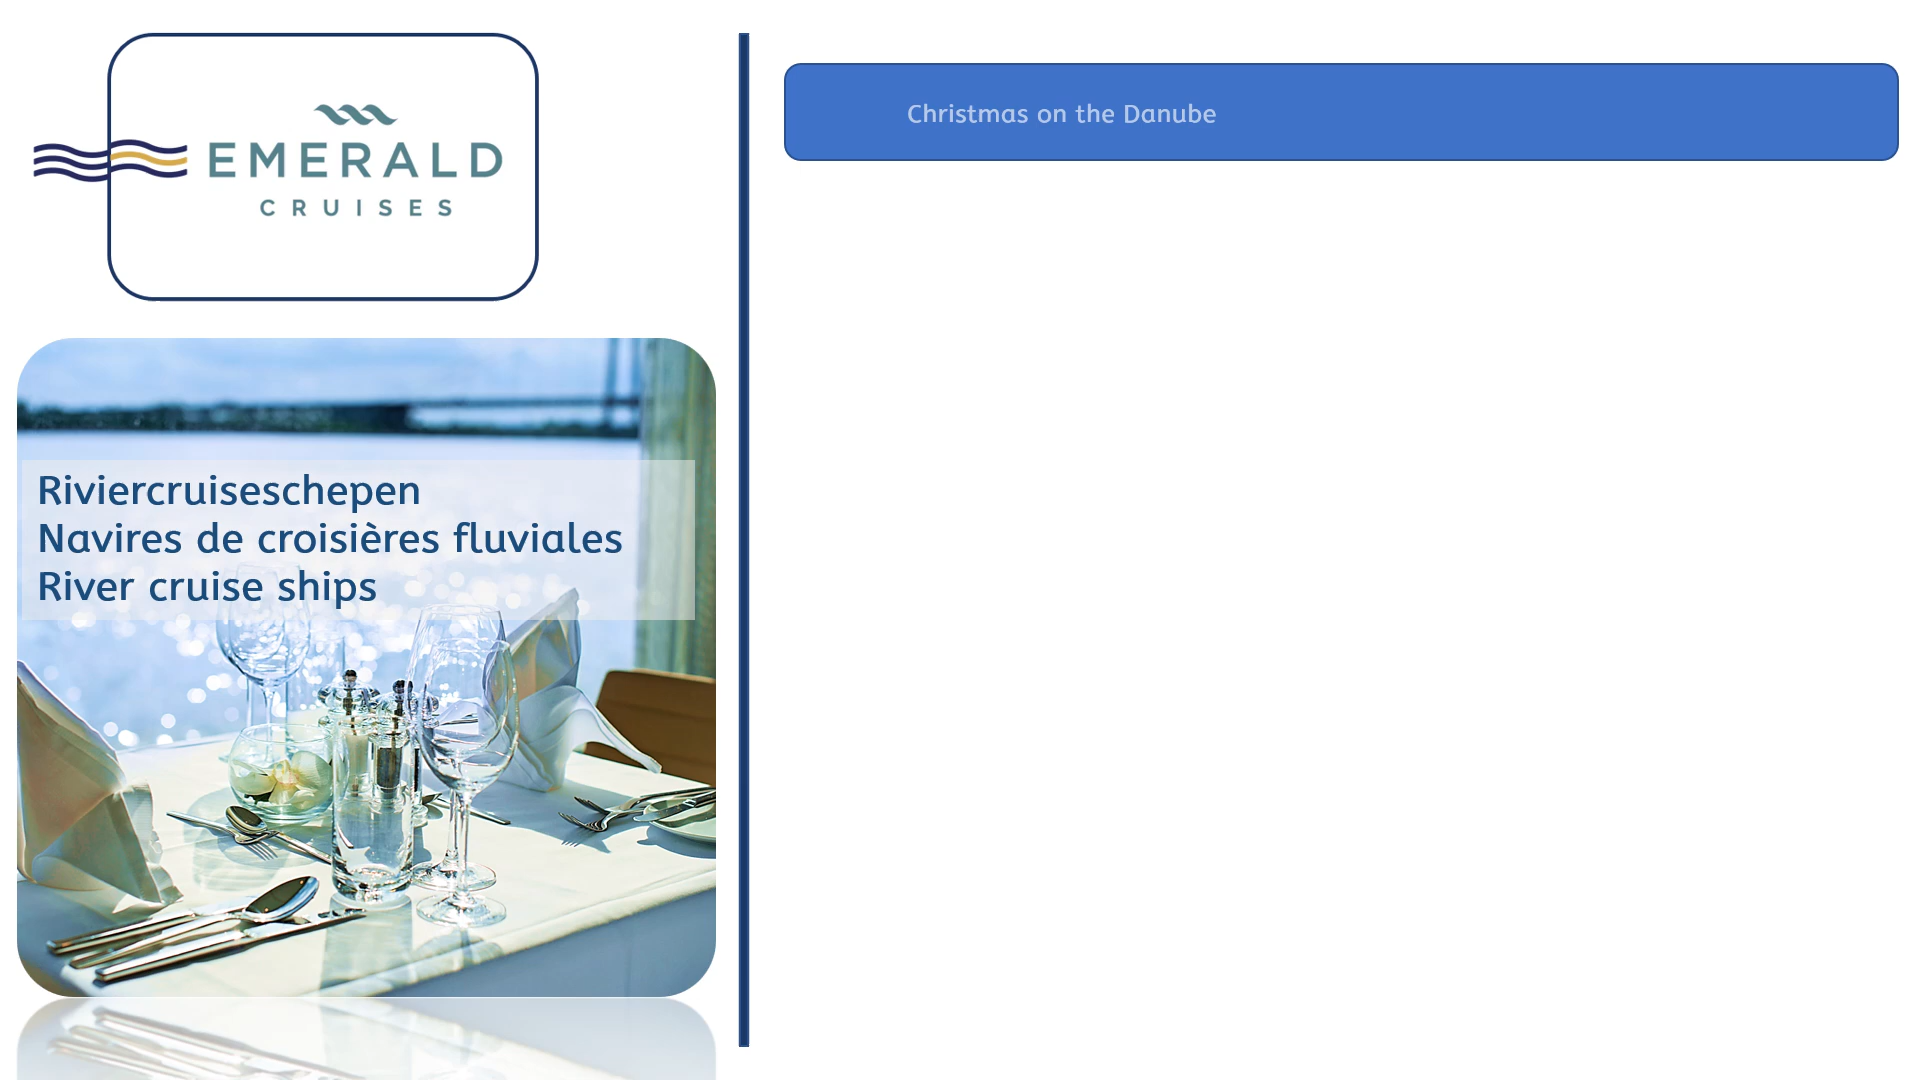 EMERALD
CRUISES
Riviercruiseschepen
Navires de croisières fluviales
River cruise ships
Christmas on the Danube